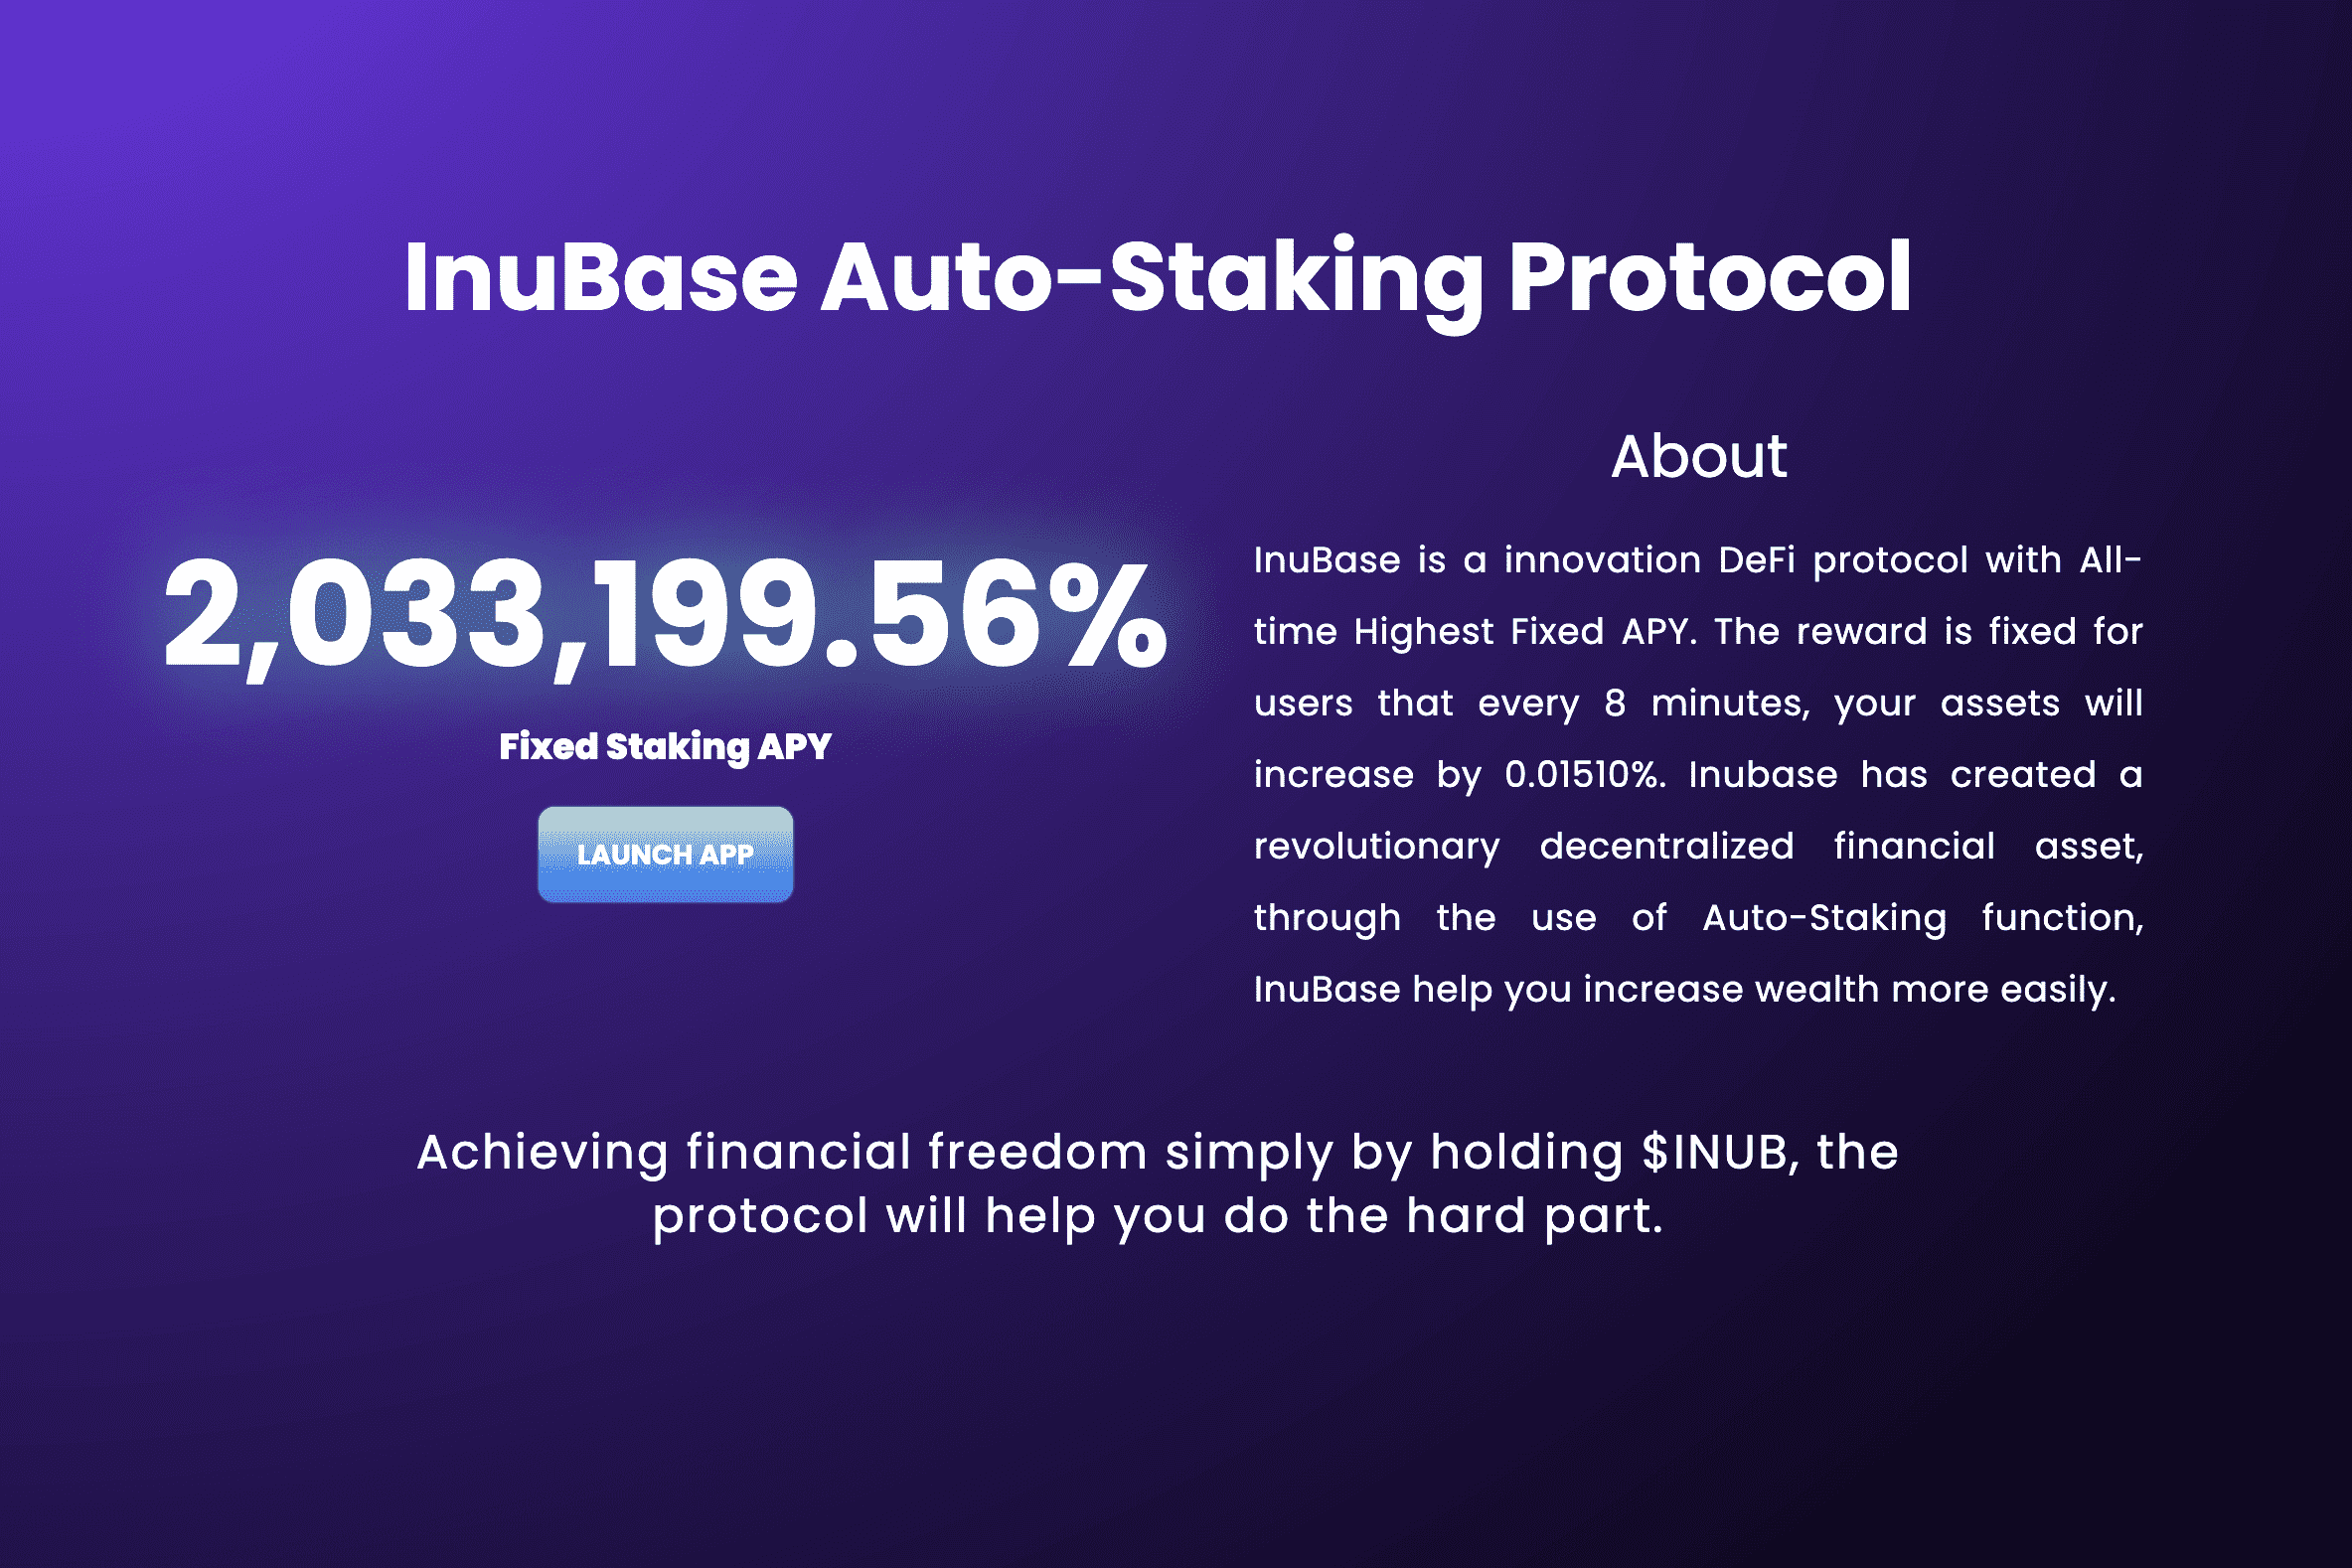 InuBase Auto-Staking Protocol
2,033,199.56%
Fixed Staking APY
LAUNCH APP
About
InuBase is a innovation DeFi protocol with All-
time Highest Fixed APY. The reward is fixed for
users that every 8 minutes, your assets will
increase by 0.01510%. Inubase has created a
revolutionary decentralized financial asset,
through the use of Auto-Staking function,
InuBase help you increase wealth more easily.
Achieving financial freedom simply by holding $INUB, the
protocol will help you do the hard part.